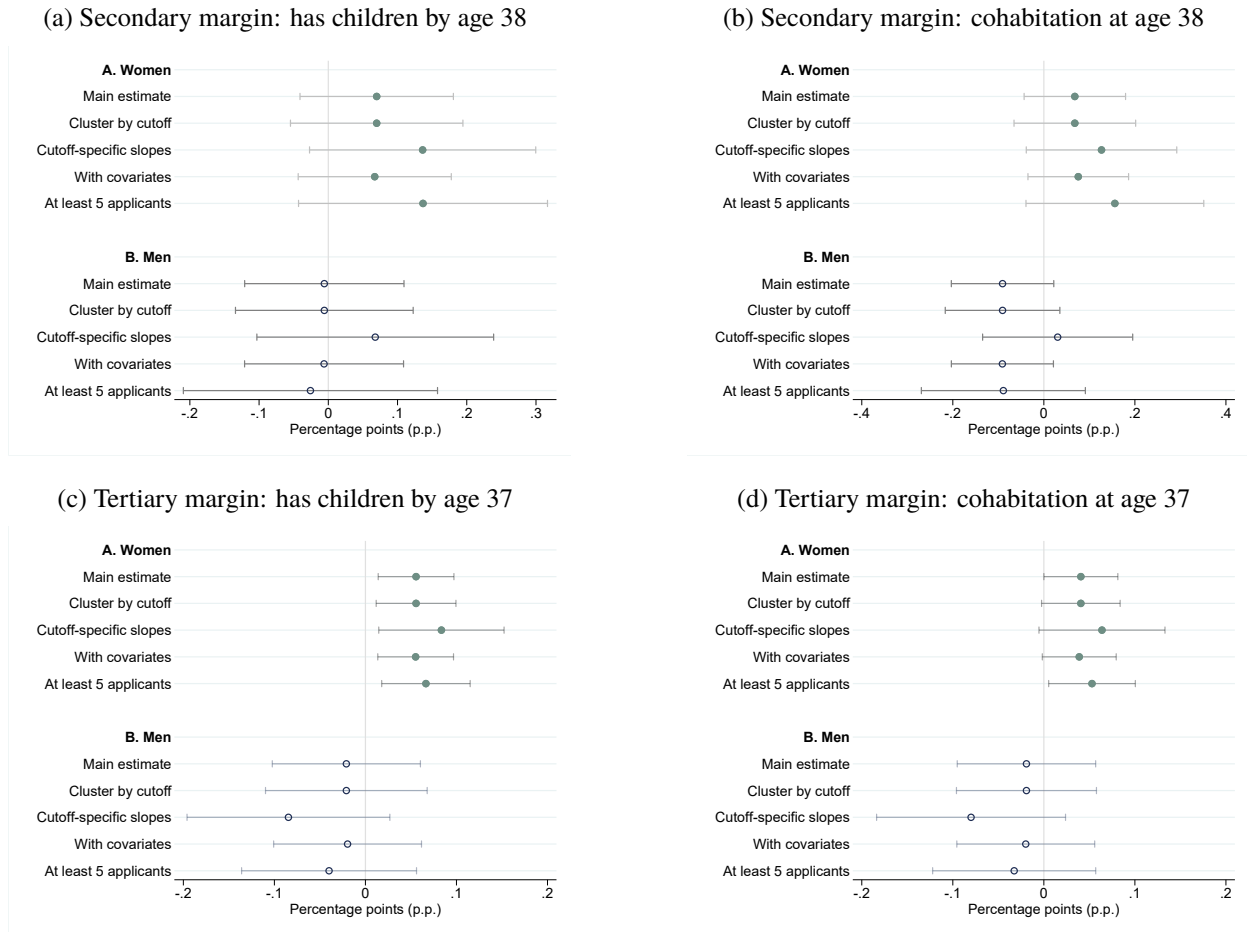 (a) Secondary margin: has children by age 38
A. Women
Main estimate
Cluster by cutoff
Cutoff-specific slopes
With covariates
At least 5 applicants
B. Men
Main estimate
Cluster by cutoff
Cutoff-specific slopes
With covariates
At least 5 applicants
-.2 -.1 0 .1 .2 .3
Percentage points (p.p.)
(b) Secondary margin: cohabitation at age 38
A. Women
Main estimate
Cluster by cutoff
Cutoff-specific slopes
With covariates
At least 5 applicants
B. Men
Main estimate
Cluster by cutoff
Cutoff-specific slopes
With covariates
At least 5 applicants
-.4 -.2 0 .2 .4
Percentage points (p.p.)
(c) Tertiary margin: has children by age 37
A. Women
Main estimate
Cluster by cutoff
Cutoff-specific slopes
With covariates
At least 5 applicants
B. Men
Main estimate
Cluster by cutoff
Cutoff-specific slopes
With covariates
At least 5 applicants
-.2 -.1 0 .1 .2
Percentage points (p.p.)
(d) Tertiary margin: cohabitation at age 37
A. Women
Main estimate
Cluster by cutoff
Cutoff-specific slopes
With covariates
At least 5 applicants
B. Men
Main estimate
Cluster by cutoff
Cutoff-specific slopes
With covariates
At least 5 applicants
-.2 -.1 0 .1 .2
Percentage points (p.p.)